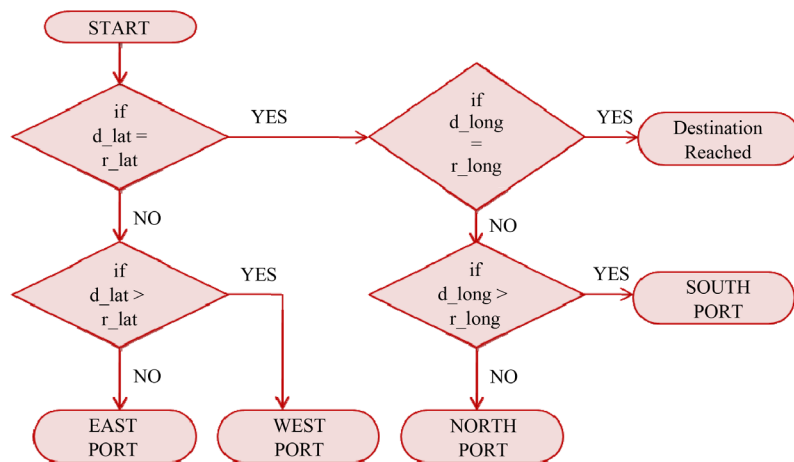 START
if
d_lat =
r_lat
YES
if
d_long
=
r_long
YES
Destination
Reached
NO
NO
if
d_lat >
r_lat
YES
if
d_long >
r_long
YES
SOUTH
PORT
NO
NO
EAST
PORT
WEST
PORT
NORTH
PORT